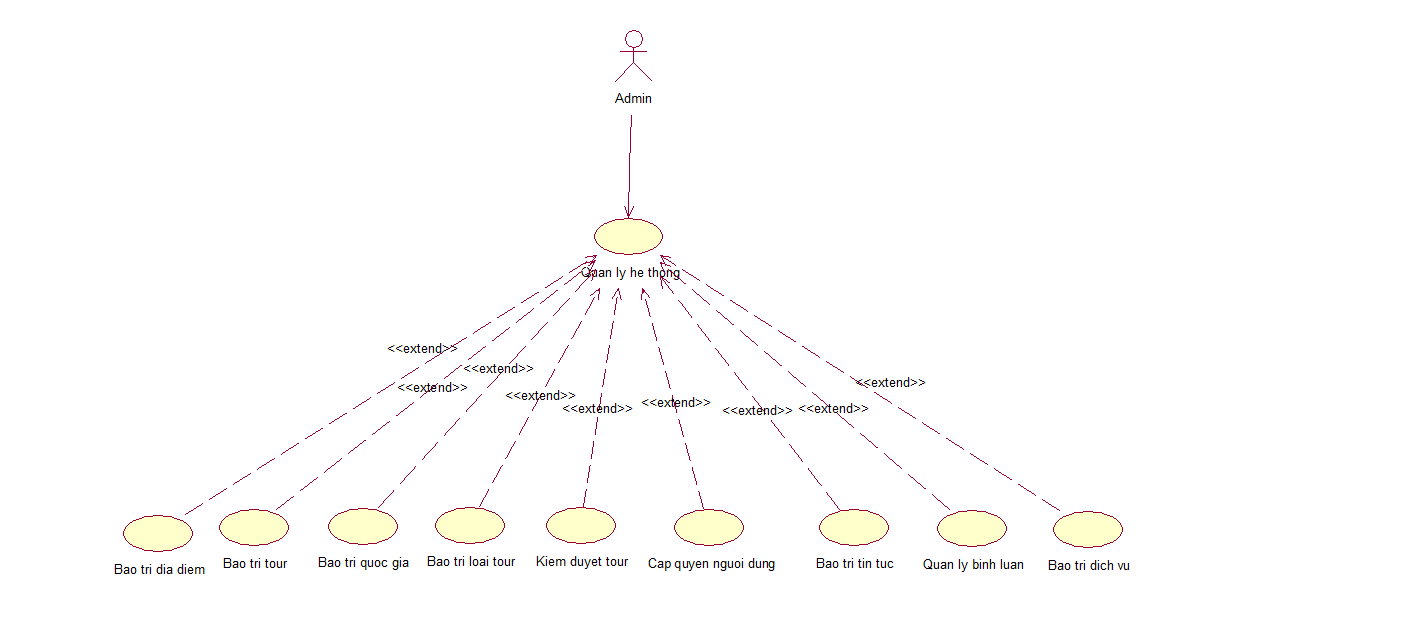 Admin
Quan ly he thong
<<extend>>
<<extend>>
<<extend>>
<<extend>>
<<extend>>
<<extend>>
<<extend>>
<<extend>>
<<extend>>
Bao tri dia diem
Bao tri tour
Bao tri quoc gia
Bao tri loai tour
Kiem duyet tour
Cap quyen nguoi dung
Bao tri tin tuc
Quan ly binh luan
Bao tri dich vu